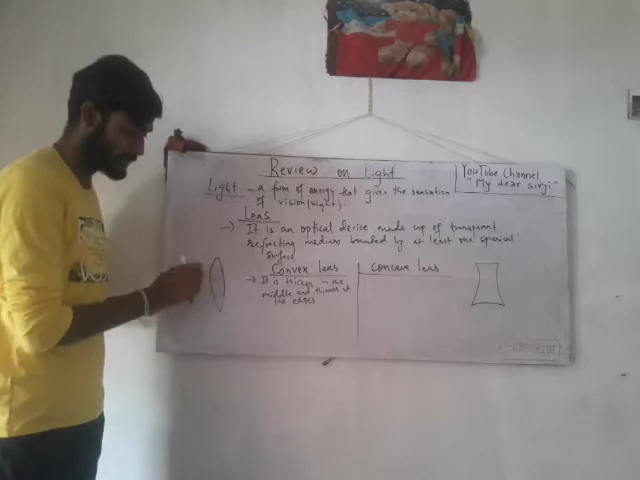 Review on Light
YouTube Channel
"My dear sirji"
Light - a form of energy that gives the sensation
of vision (sight).
Lens
→ It is an optical device made up of transparent
refracting medium bounded by at least one spherical
surface
Convex lens
concave lens
→ It is thicker in the
middle and thinner at
the edges